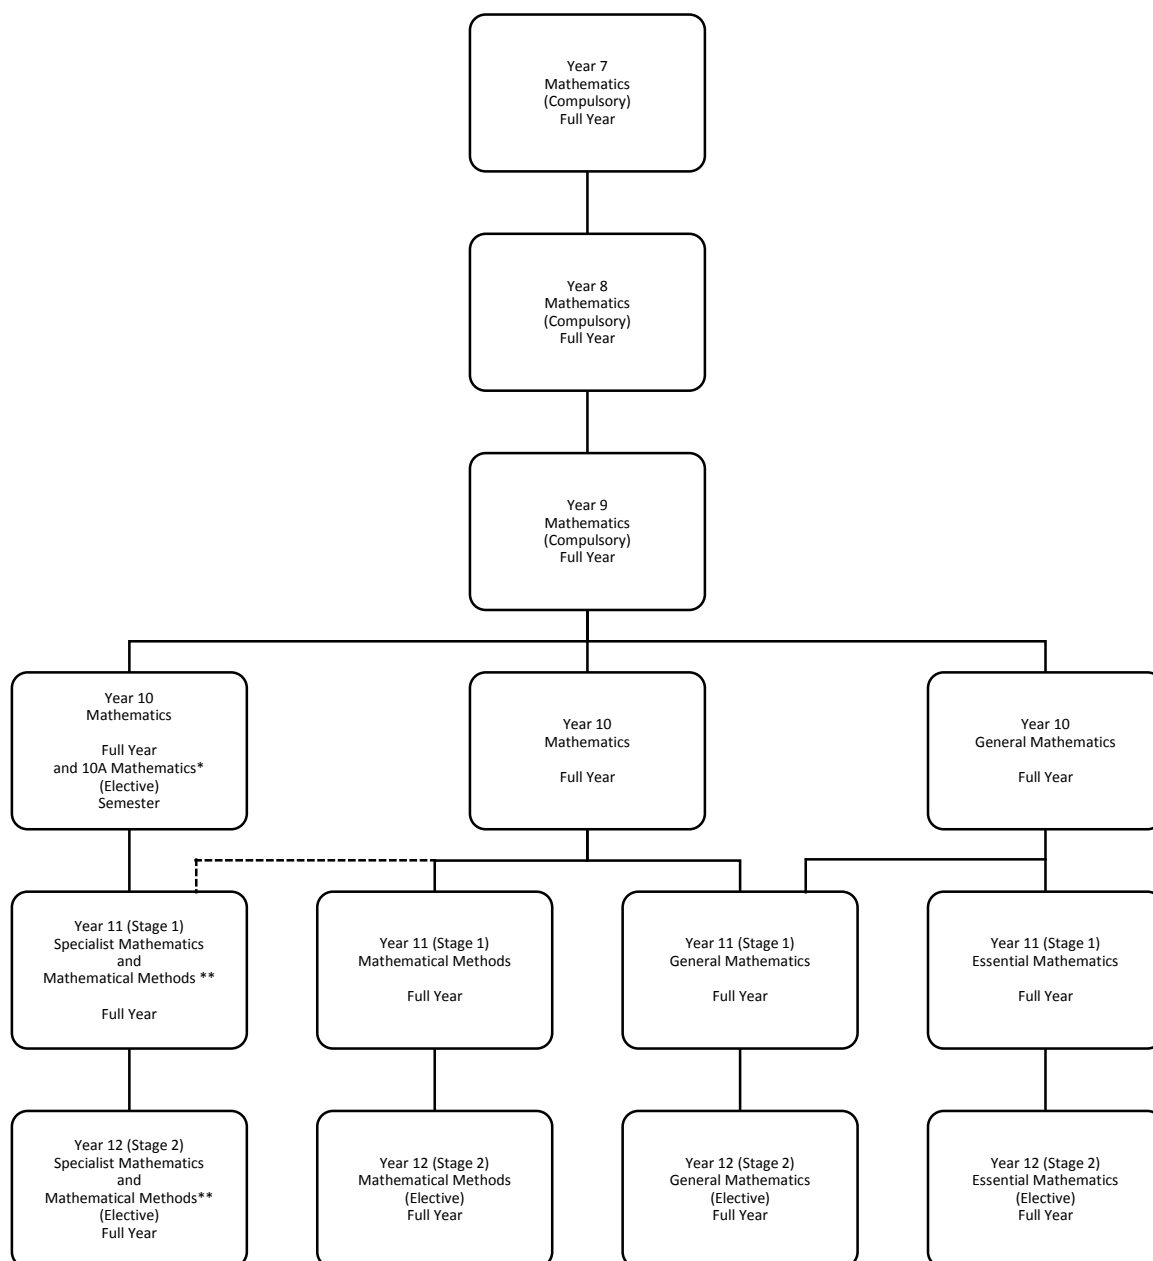 Year 7
Mathematics
(Compulsory)
Full Year
Year 8
Mathematics
(Compulsory)
Full Year
Year 9
Mathematics
(Compulsory)
Full Year
Year 10
Mathematics
Full Year
and 10A Mathematics*
(Elective)
Semester
Year 10
Mathematics
Full Year
Year 10
General Mathematics
Full Year
Year 11 (Stage 1)
Specialist Mathematics
and
Mathematical Methods **
Full Year
Year 11 (Stage 1)
Mathematical Methods
Full Year
Year 11 (Stage 1)
General Mathematics
Full Year
Year 11 (Stage 1)
Essential Mathematics
Full Year
Year 12 (Stage 2)
Specialist Mathematics
and
Mathematical Methods**
(Elective)
Full Year
Year 12 (Stage 2)
Mathematical Methods
(Elective)
Full Year
Year 12 (Stage 2)
General Mathematics
(Elective)
Full Year
Year 12 (Stage 2)
Essential Mathematics
(Elective)
Full Year